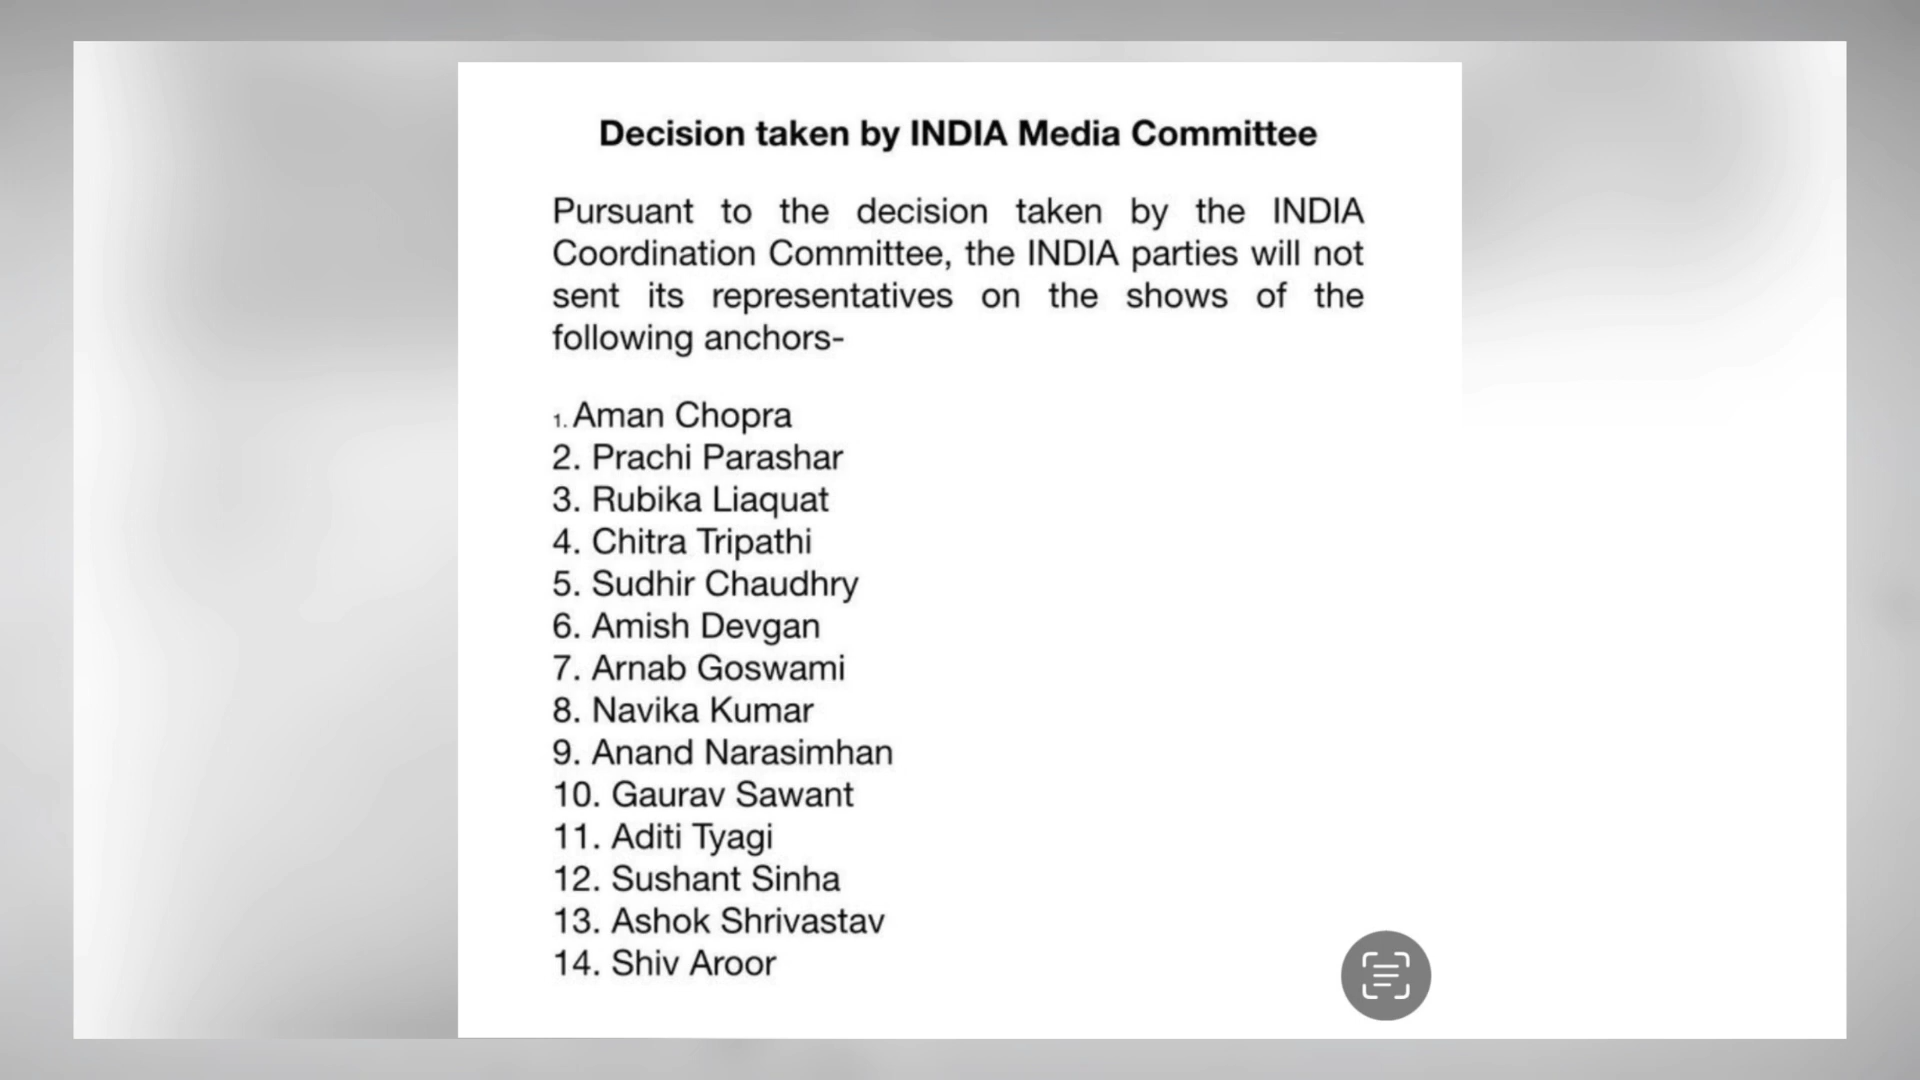 Decision taken by INDIA Media Committee
Pursuant to the decision taken by the INDIA
Coordination Committee, the INDIA parties will not
sent its representatives on the shows of the
following anchors-
1. Aman Chopra
2. Prachi Parashar
3. Rubika Liaquat
4. Chitra Tripathi
5. Sudhir Chaudhry
6. Amish Devgan
7. Arnab Goswami
8. Navika Kumar
9. Anand Narasimhan
10. Gaurav Sawant
11. Aditi Tyagi
12. Sushant Sinha
13. Ashok Shrivastav
14. Shiv Aroor